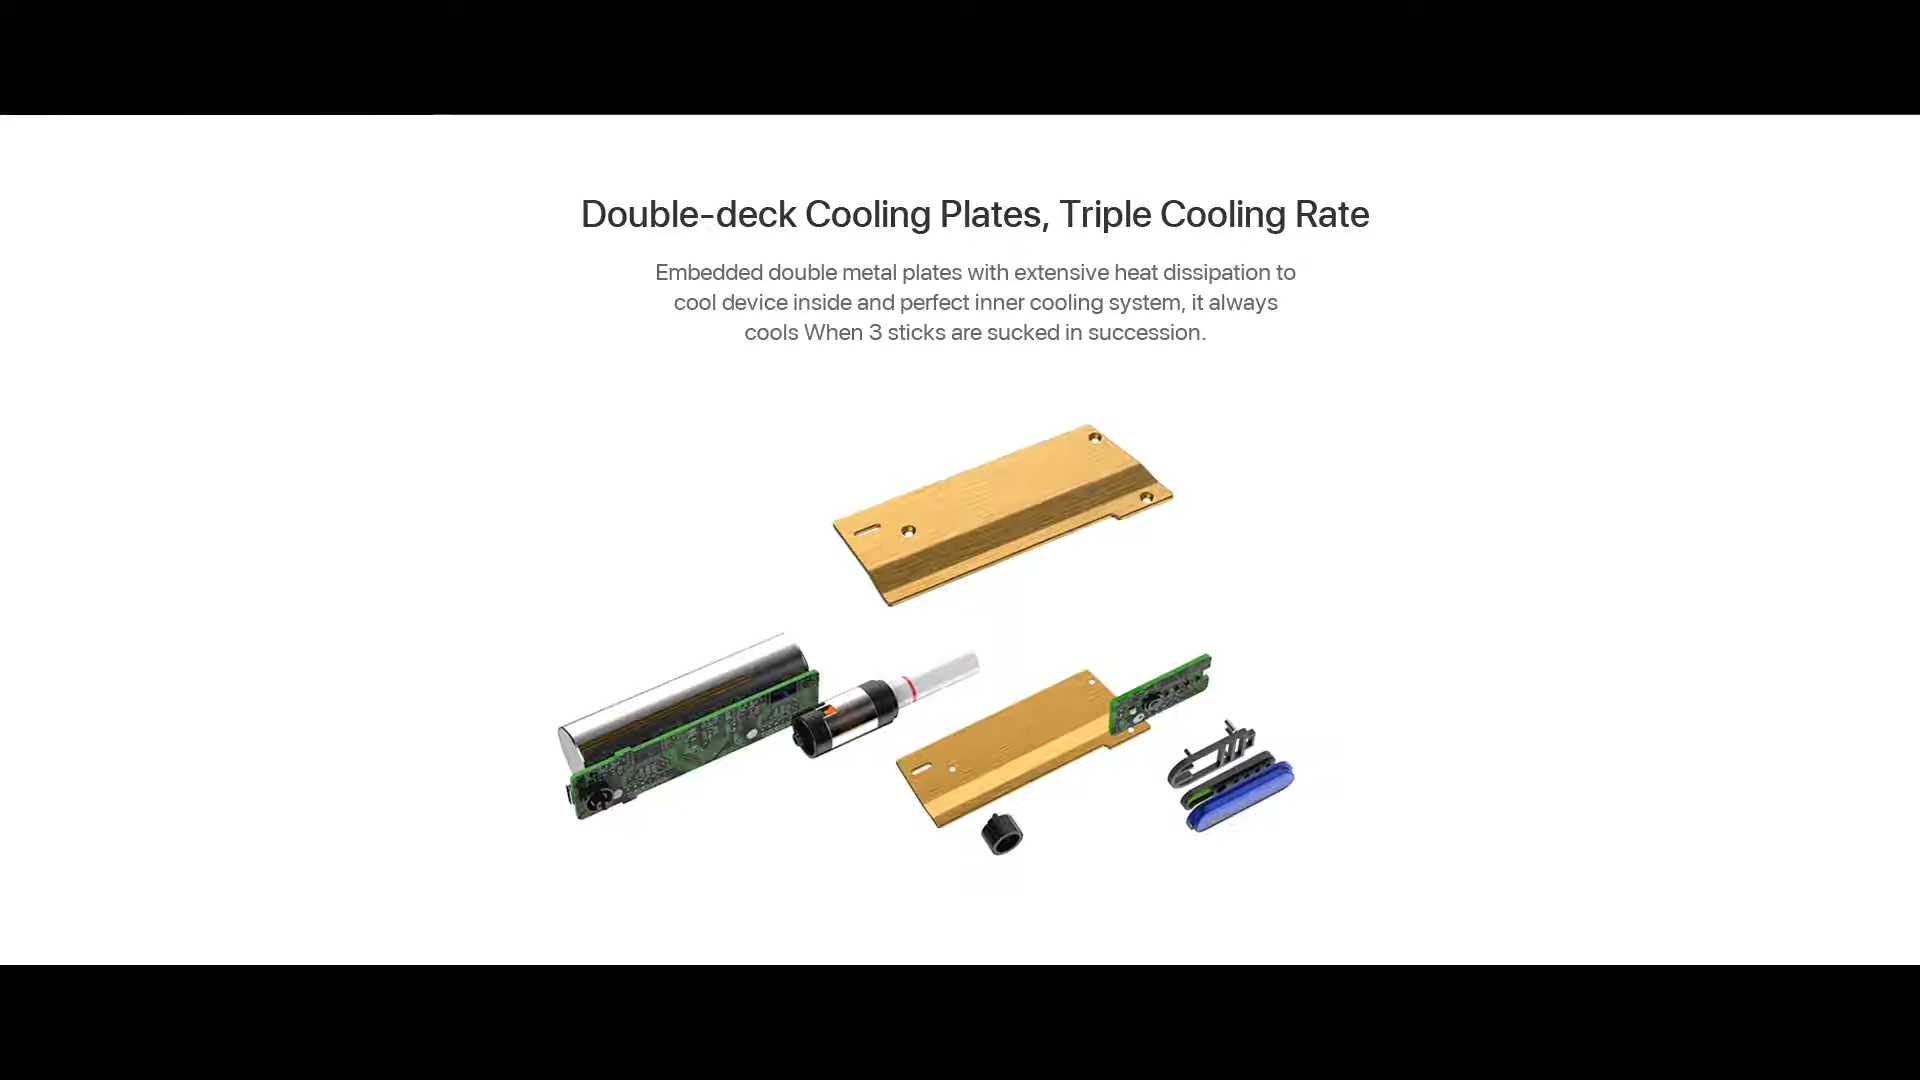 Double-deck Cooling Plates, Triple Cooling Rate
Embedded double metal plates with extensive heat dissipation to
cool device inside and perfect inner cooling system, it always
cools When 3 sticks are sucked in succession.